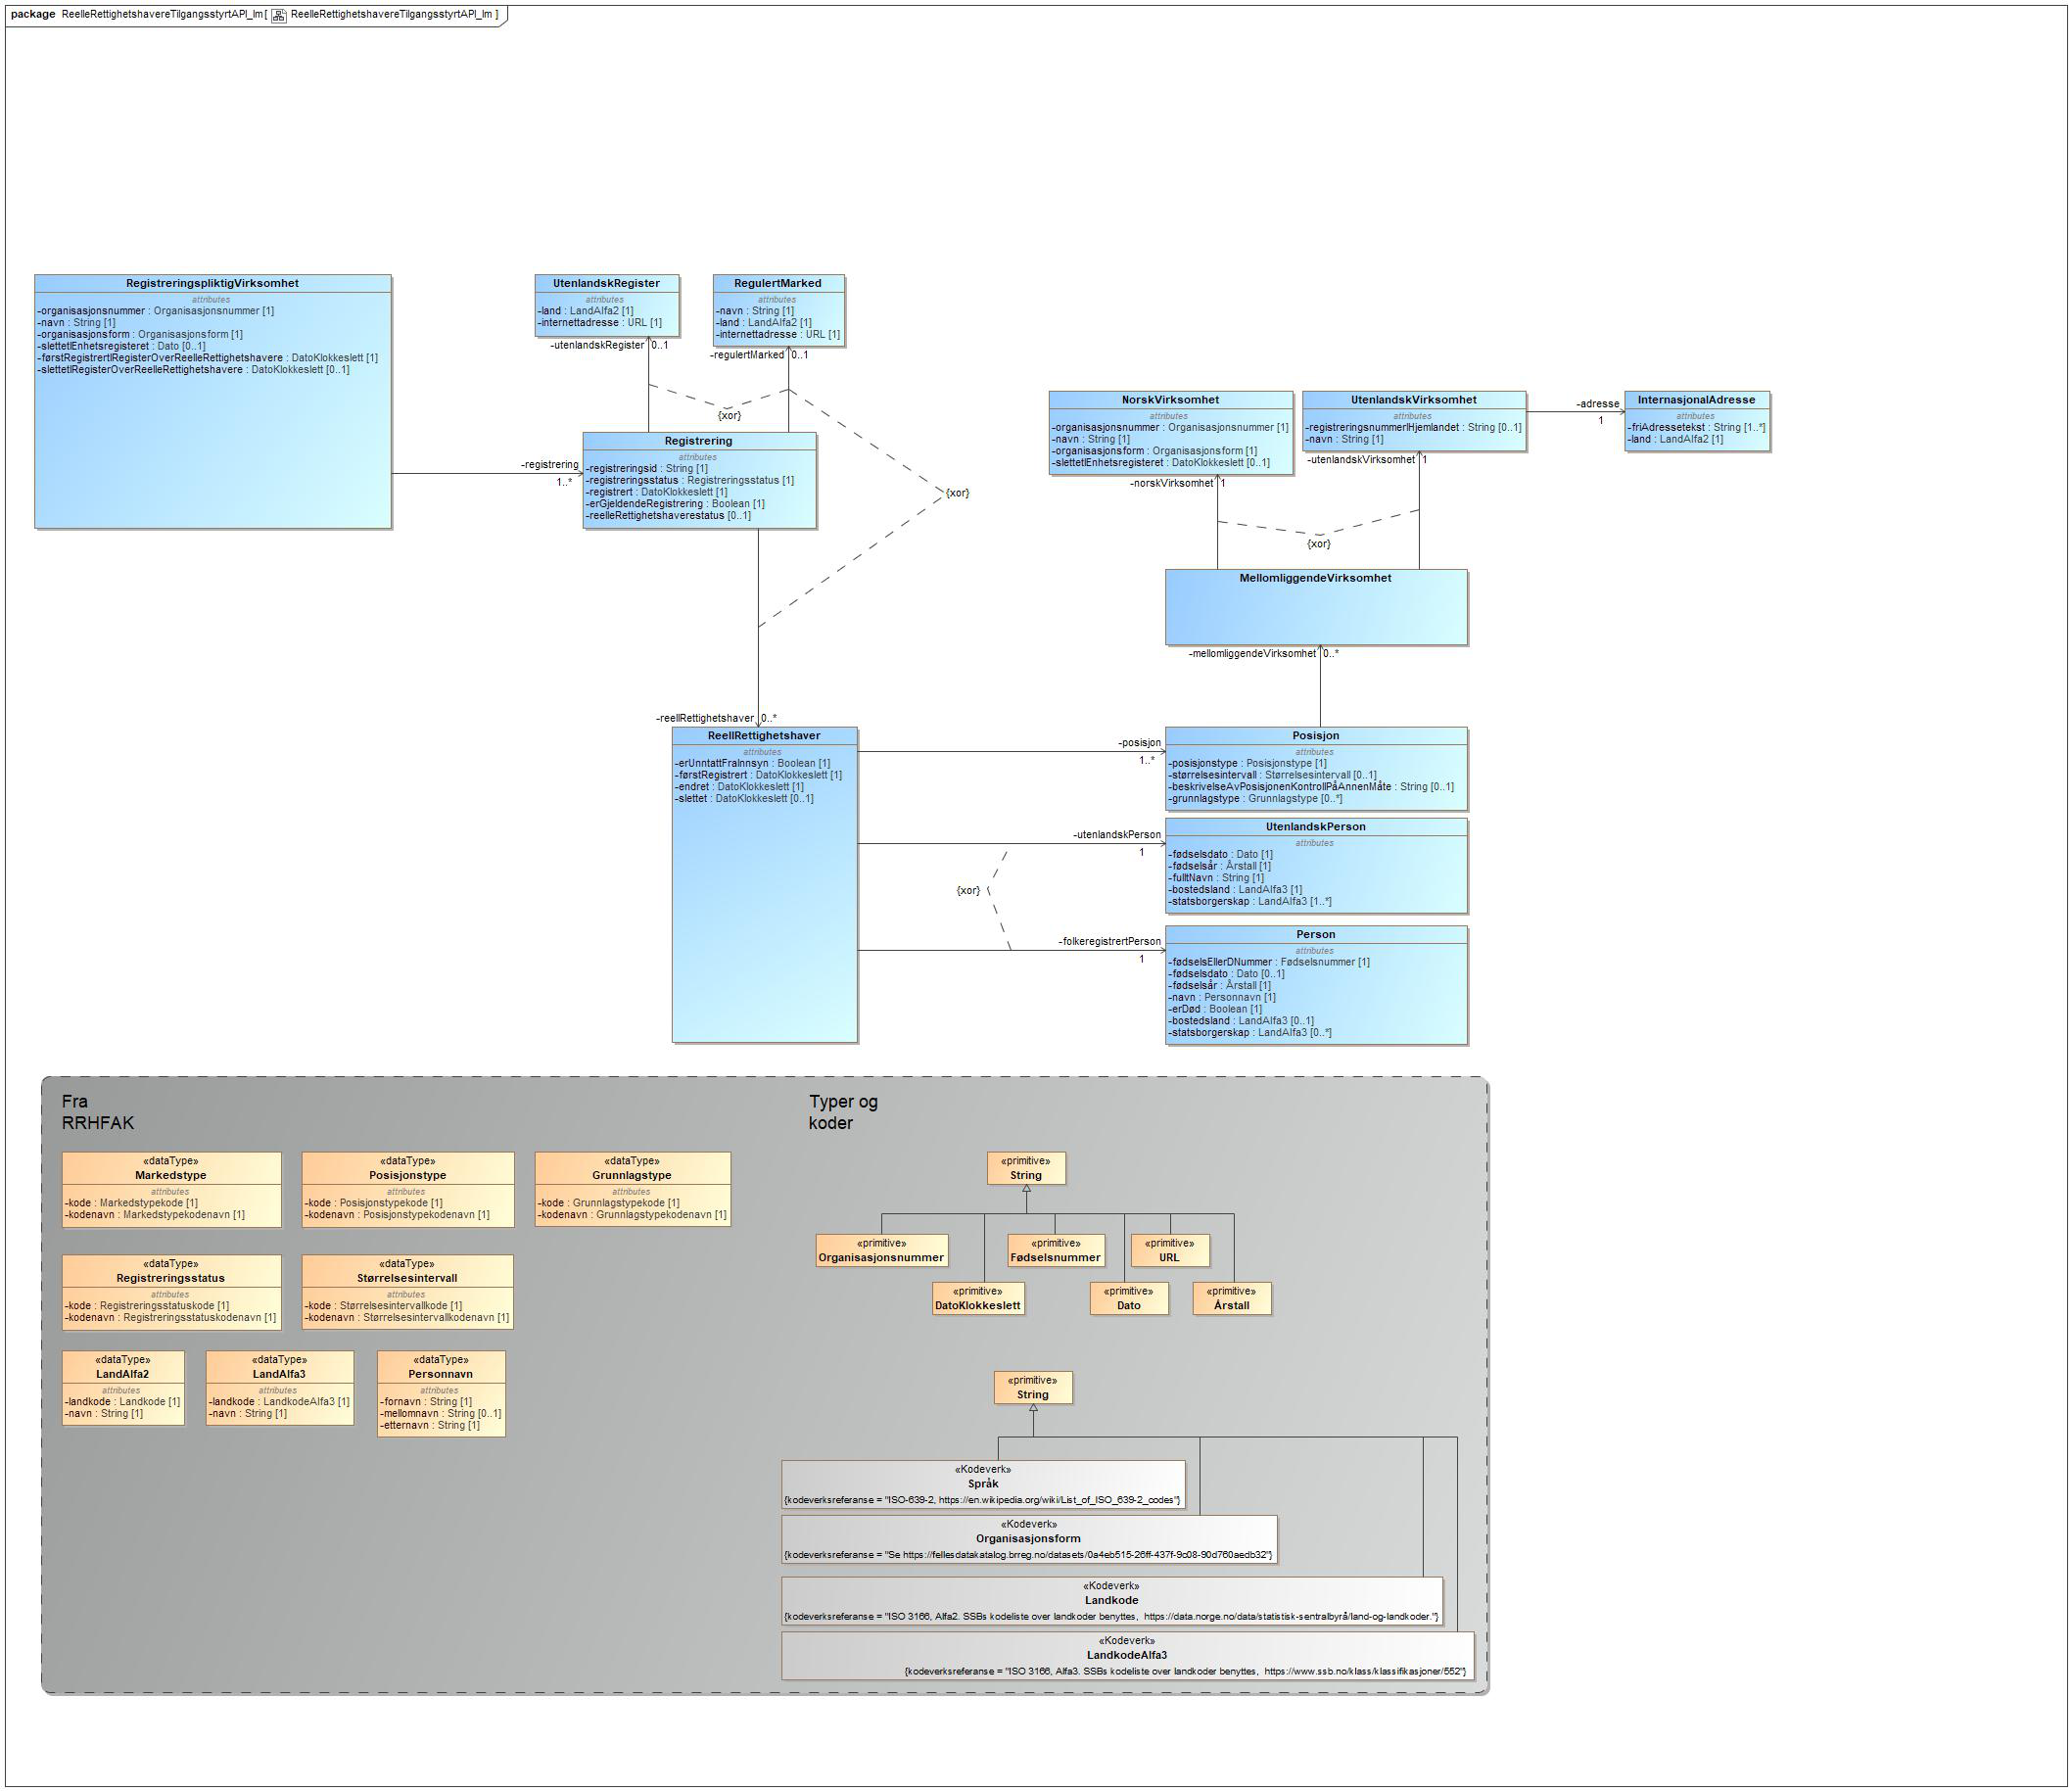 package ReelleRettighetshavereTilgangsstyrtAPI_lm[ ReelleRettighetshavereTilgangsstyrtAPI_lm ]
RegistreringspliktigVirksomhet
attributes
-organisasjonsnummer : Organisasjonsnummer [1]
-navn : String [1]
-organisasjonsform : Organisasjonsform [1]
-slettetIEnhetsregisteret : Dato [0..1]
-førstRegistrertIRegisterOverReelleRettighetshavere : DatoKlokkeslett [1]
-slettetIRegisterOverReelleRettighetshavere : DatoKlokkeslett [0..1]
UtenlandskRegister
attributes
-land : LandAlfa2 [1]
-internettadresse : URL [1]
-utenlandskRegister 0..1
RegulertMarked
attributes
-navn : String [1]
-land : LandAlfa2 [1]
-internettadresse : URL [1]
-regulertMarked 0..1
{xor}
-registrering
1..*
Registrering
attributes
-registreringsid : String [1]
-registreringsstatus : Registreringsstatus [1]
-registrert : DatoKlokkeslett [1]
-erGjeldendeRegistrering : Boolean [1]
-reelleRettighetshaverestatus [0..1]
{xor}
NorskVirksomhet
attributes
-organisasjonsnummer : Organisasjonsnummer [1]
-navn : String [1]
-organisasjonsform : Organisasjonsform [1]
-slettetIEnhetsregisteret : DatoKlokkeslett [0..1]
-norskVirksomhet 1
UtenlandskVirksomhet
attributes
-registreringsnummerIHjemlandet : String [0..1]
-navn : String [1]
-utenlandskVirksomhet 1
-adresse
1
InternasjonalAdresse
attributes
-friAdressetekst : String [1..*]
-land : LandAlfa2 [1]
{xor}
MellomliggendeVirksomhet
-mellomliggendeVirksomhet 0..*
-reellRettighetshaver 0..*
ReellRettighetshaver
attributes
-erUnntattFraInnsyn : Boolean [1]
-førstRegistrert : DatoKlokkeslett [1]
-endret : DatoKlokkeslett [1]
-slettet : DatoKlokkeslett [0..1]
-posisjon
1..*
Posisjon
attributes
-posisjonstype : Posisjonstype [1]
-størrelsesintervall : Størrelsesintervall [0..1]
-beskrivelseAvPosisjonenKontrollPåAnnenMåte : String [0..1]
-grunnlagstype : Grunnlagstype [0..*]
-utenlandskPerson
1
UtenlandskPerson
attributes
-fødselsdato : Dato [1]
-fødselsår : Årstall [1]
-fulltNavn : String [1]
-bostedsland : LandAlfa3 [1]
-statsborgerskap : LandAlfa3 [1..*]
{xor}
-folkeregistrertPerson
1
Person
attributes
-fødselsEllerDNummer : Fødselsnummer [1]
-fødselsdato : Dato [0..1]
-fødselsår : Årstall [1]
-navn : Personnavn [1]
-erDød : Boolean [1]
-bostedsland : LandAlfa3 [0..1]
-statsborgerskap : LandAlfa3 [0..*]
Fra
RRHFAK
«dataType»
Markedstype
attributes
-kode : Markedstypekode [1]
-kodenavn : Markedstypekodenavn [1]
«dataType»
Posisjonstype
attributes
-kode : Posisjonstypekode [1]
-kodenavn : Posisjonstypekodenavn [1]
«dataType»
Grunnlagstype
attributes
-kode : Grunnlagstypekode [1]
-kodenavn : Grunnlagstypekodenavn [1]
«dataType»
Registreringsstatus
attributes
-kode : Registreringsstatuskode [1]
-kodenavn : Registreringsstatuskodenavn [1]
«dataType»
Størrelsesintervall
attributes
-kode : Størrelsesintervallkode [1]
-kodenavn : Størrelsesintervallkodenavn [1]
«dataType»
LandAlfa2
attributes
-landkode : Landkode [1]
-navn : String [1]
«dataType»
LandAlfa3
attributes
-landkode : LandkodeAlfa3 [1]
-navn : String [1]
«dataType»
Personnavn
attributes
-fornavn : String [1]
-mellomnavn : String [0..1]
-etternavn : String [1]
Typer og
koder
«primitive»
String
«primitive»
Organisasjonsnummer
«primitive»
Fødselsnummer
«primitive»
URL
«primitive»
DatoKlokkeslett
«primitive»
Dato
«primitive»
Årstall
«primitive»
String
«Kodeverk»
Språk
{kodeverksreferanse = "ISO-639-2, https://en.wikipedia.org/wiki/List_of_ISO_639-2_codes"}
«Kodeverk»
Organisasjonsform
{kodeverksreferanse = "Se https://fellesdatakatalog.brreg.no/datasets/0a4eb515-26ff-437f-9c08-90d760aedb32"}
«Kodeverk»
Landkode
{kodeverksreferanse = "ISO 3166, Alfa2. SSBs kodeliste over landkoder benyttes, https://data.norge.no/data/statistisk-sentralbyrå/land-og-landkoder."}
«Kodeverk»
LandkodeAlfa3
{kodeverksreferanse = "ISO 3166, Alfa3. SSBs kodeliste over landkoder benyttes, https://www.ssb.no/klass/klassifikasjoner/552"}